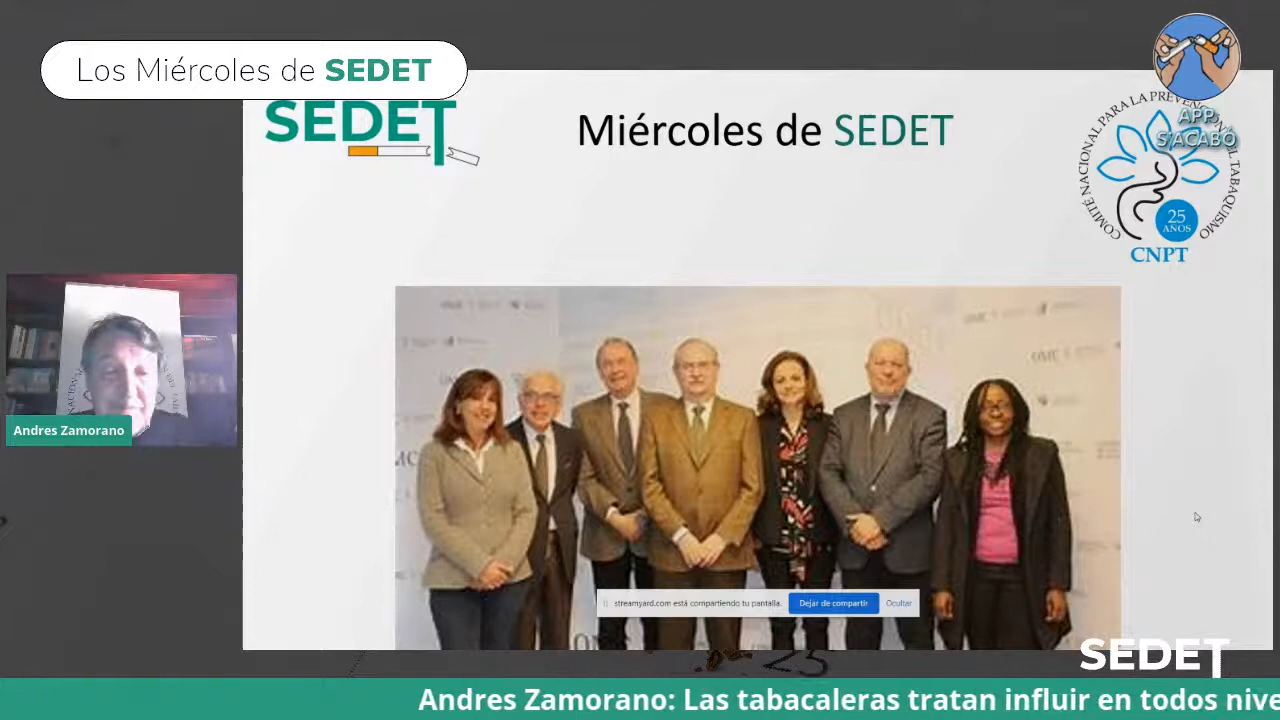 Los Miércoles de SEDET
SEDET
Miércoles de SEDET
COMITÉ NACIONAL PARA LA PREVENCIÓN DEL TABAQUISMO
APP
S'ACABÓ
25
AÑOS
CNPT
Andres Zamorano
streamyard.com está compartiendo tu pantalla.
Dejar de compartir
Ocultar
SEDET
Andres Zamorano: Las tabacaleras tratan influir en todos nive